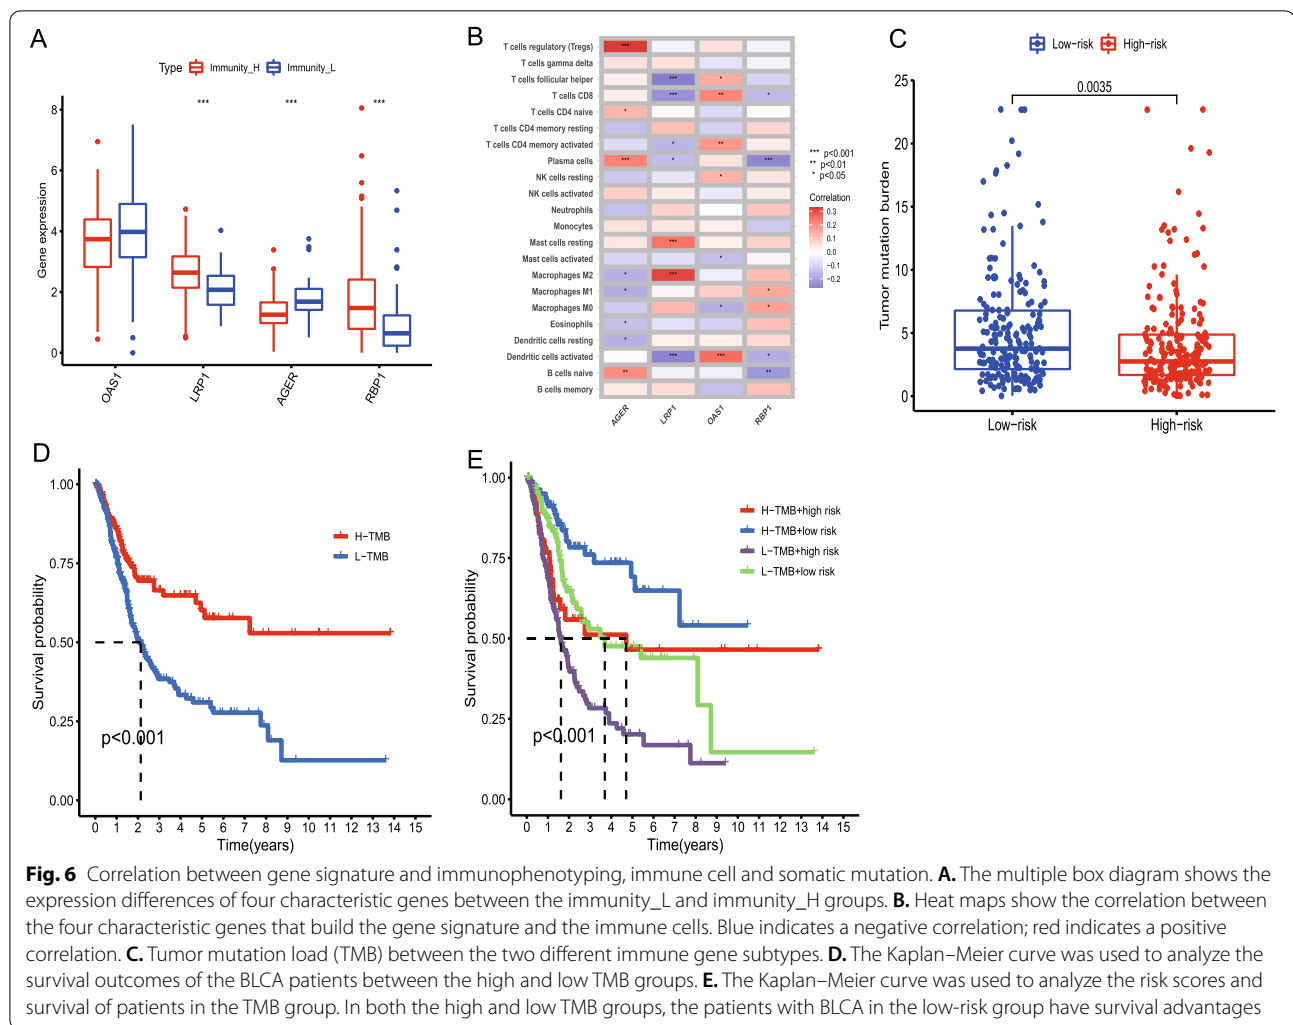 A
Type Immunity_H Immunity_L
*** *** ***
Gene expression
8
6
4
2
0
OAS1 LRP1 AGER RBP1
B
T cells regulatory (Tregs) ***
T cells gamma delta
T cells follicular helper *** *
T cells CD8 *** ** *
T cells CD4 naive *
T cells CD4 memory resting
T cells CD4 memory activated * **
Plasma cells *** * ***
NK cells resting *
NK cells activated
Neutrophils
Monocytes
Mast cells resting ***
Mast cells activated *
Macrophages M2 * ***
Macrophages M1 * *
Macrophages M0 * *
Eosinophils *
Dendritic cells resting *
Dendritic cells activated *** *** *
B cells naive ** **
B cells memory
AGER LRP1 OAS1 RBP1
*** p<0.001
** p<0.01
* p<0.05
Correlation
0.3
0.2
0.1
0.0
−0.1
−0.2
C
Low−risk High−risk
0.0035
Tumor mutation burden
25
20
15
10
5
0
Low−risk High−risk
D
Survival probability
1.00
0.75
0.50
0.25
0.00
H−TMB
L−TMB
p<0.001
0 1 2 3 4 5 6 7 8 9 10 11 12 13 14 15
Time(years)
E
Survival probability
1.00
0.75
0.50
0.25
0.00
H−TMB+high risk
H−TMB+low risk
L−TMB+high risk
L−TMB+low risk
p<0.001
0 1 2 3 4 5 6 7 8 9 10 11 12 13 14 15
Time(years)
Fig. 6 Correlation between gene signature and immunophenotyping, immune cell and somatic mutation. A. The multiple box diagram shows the
expression differences of four characteristic genes between the immunity_L and immunity_H groups. B. Heat maps show the correlation between
the four characteristic genes that build the gene signature and the immune cells. Blue indicates a negative correlation; red indicates a positive
correlation. C. Tumor mutation load (TMB) between the two different immune gene subtypes. D. The Kaplan–Meier curve was used to analyze the
survival outcomes of the BLCA patients between the high and low TMB groups. E. The Kaplan–Meier curve was used to analyze the risk scores and
survival of patients in the TMB group. In both the high and low TMB groups, the patients with BLCA in the low-risk group have survival advantages